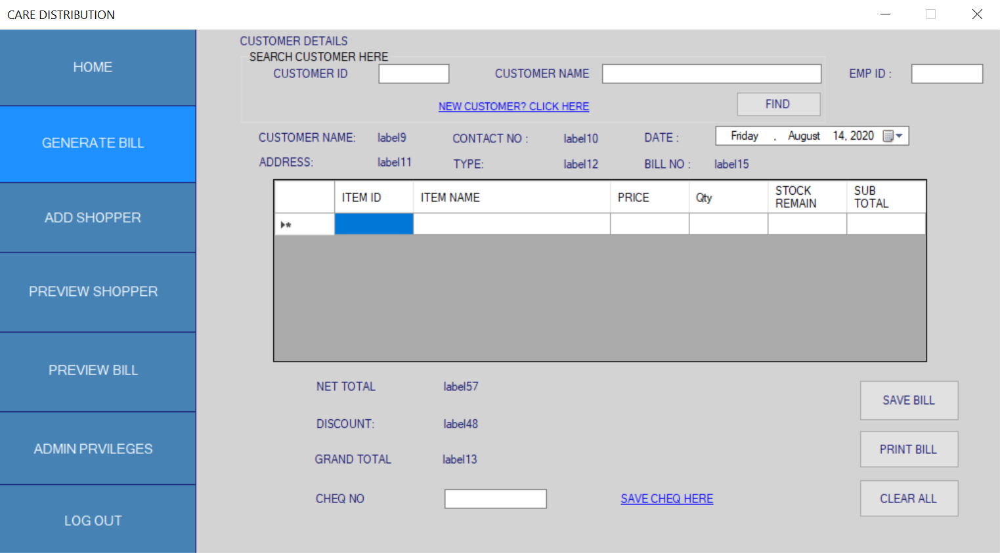 CARE DISTRIBUTION
HOME
GENERATE BILL
ADD SHOPPER
PREVIEW SHOPPER
PREVIEW BILL
ADMIN PRVILEGES
LOG OUT
CUSTOMER DETAILS
SEARCH CUSTOMER HERE
CUSTOMER ID
CUSTOMER NAME
EMP ID :
NEW CUSTOMER? CLICK HERE
FIND
CUSTOMER NAME: label9 CONTACT NO : label10 DATE : Friday , August 14, 2020
ADDRESS: label11 TYPE: label12 BILL NO : label15
ITEM ID ITEM NAME PRICE Qty STOCK REMAIN SUB TOTAL
NET TOTAL label57
DISCOUNT: label48
GRAND TOTAL label13
CHEQ NO
SAVE CHEQ HERE
SAVE BILL
PRINT BILL
CLEAR ALL